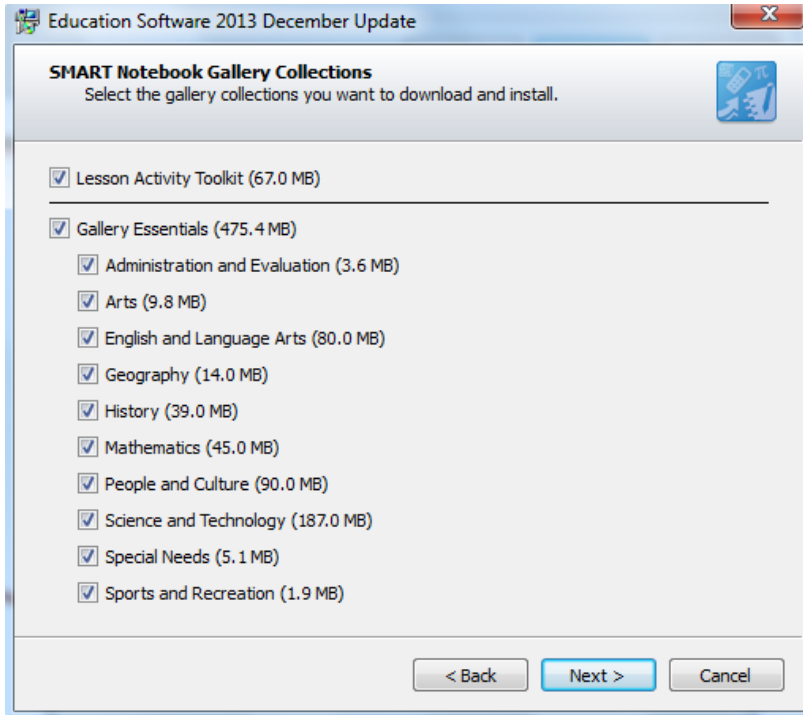 Education Software 2013 December Update
SMART Notebook Gallery Collections
Select the gallery collections you want to download and install.
Lesson Activity Toolkit (67.0 MB)
Gallery Essentials (475.4 MB)
Administration and Evaluation (3.6 MB)
Arts (9.8 MB)
English and Language Arts (80.0 MB)
Geography (14.0 MB)
History (39.0 MB)
Mathematics (45.0 MB)
People and Culture (90.0 MB)
Science and Technology (187.0 MB)
Special Needs (5.1 MB)
Sports and Recreation (1.9 MB)
< Back Next > Cancel